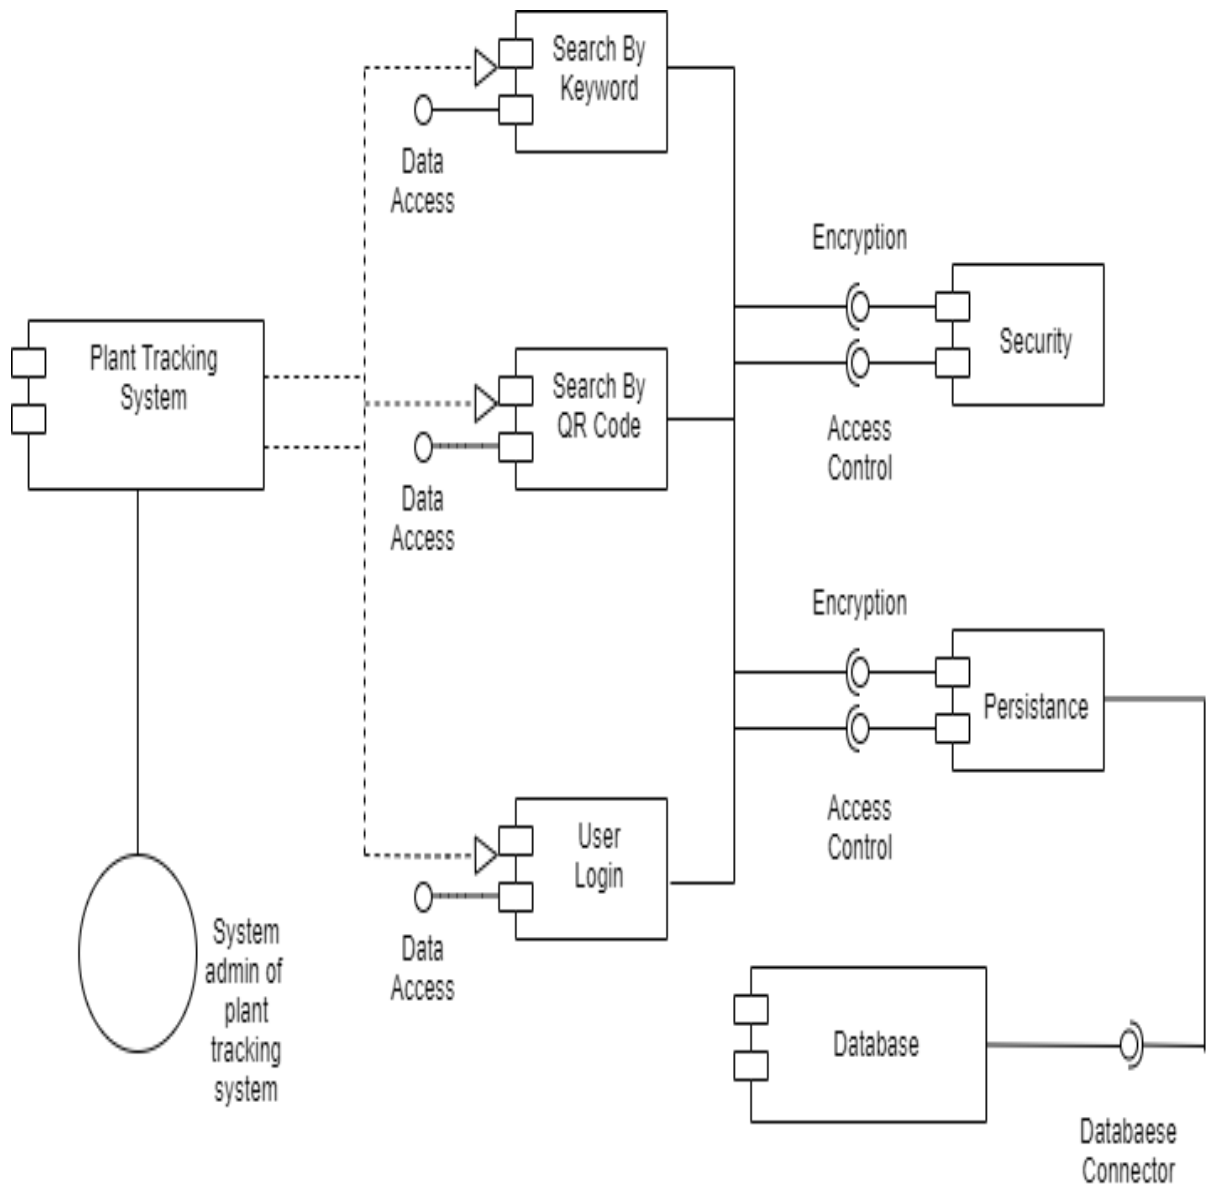 Search By
Keyword
Data
Access
Encryption
Security
Access
Control
Plant Tracking
System
Search By
QR Code
Data
Access
Encryption
Persistance
Access
Control
User
Login
Data
Access
System
admin of
plant
tracking
system
Database
Databaese
Connector